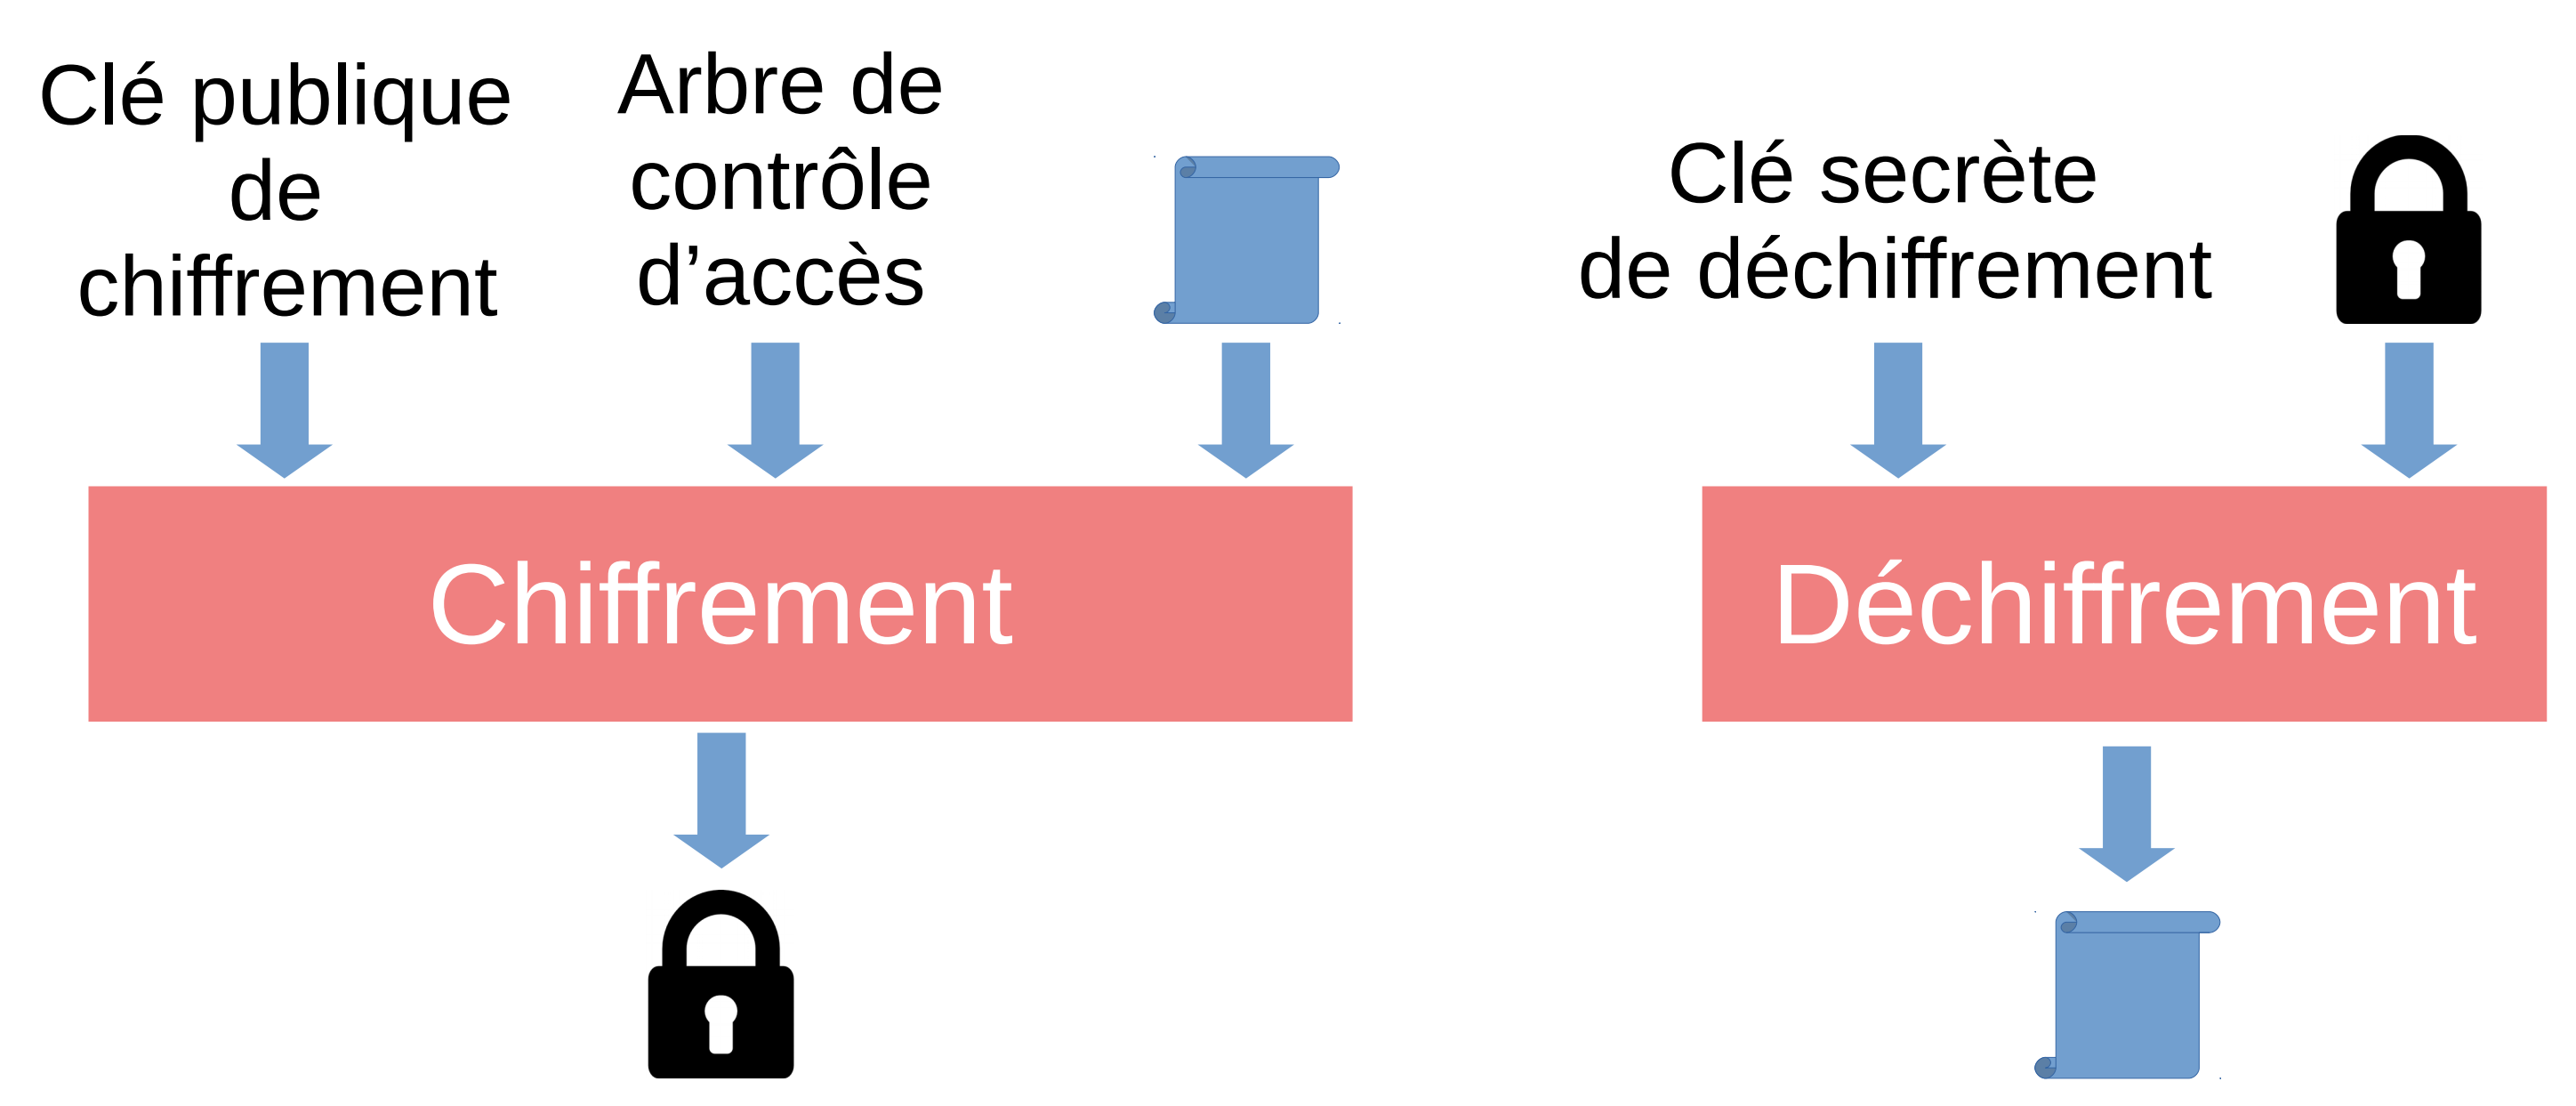 Clé publique
de
chiffrement
Arbre de
contrôle
d’accès
Clé secrète
de déchiffrement
Chiffrement
Déchiffrement